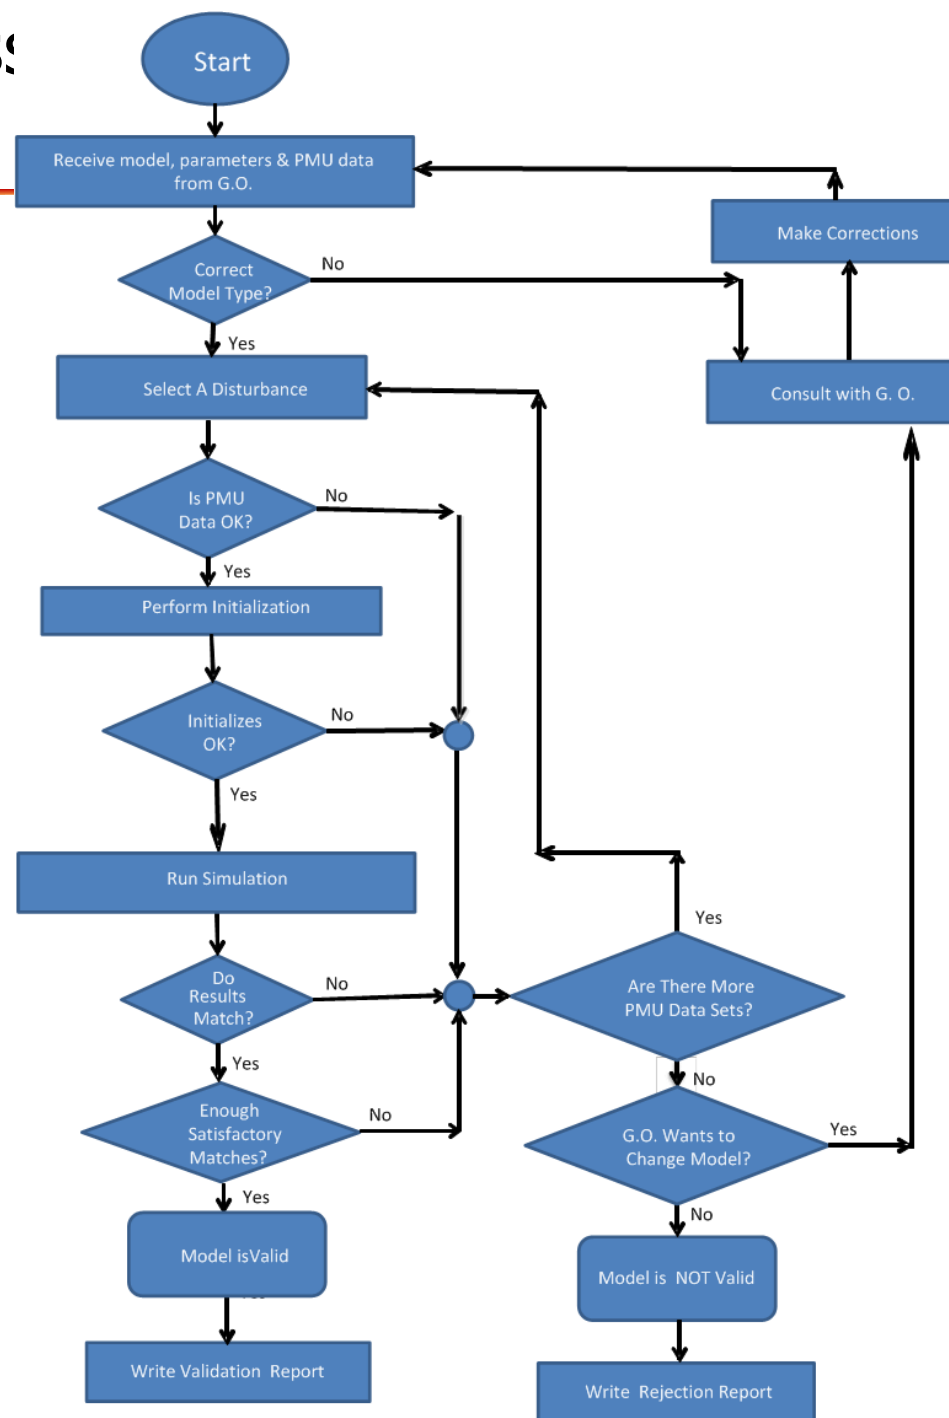 Start
Receive model, parameters & PMU data
from G.O.
Make Corrections
Correct
Model Type?
No
Yes
Select A Disturbance
Consult with G. O.
Is PMU
Data OK?
No
Yes
Perform Initialization
Initializes
OK?
No
Yes
Run Simulation
Yes
Do
Results
Match?
No
Are There More
PMU Data Sets?
Yes
No
Enough
Satisfactory
Matches?
No
G.O. Wants to
Change Model?
Yes
Yes
No
Model isValid
Model is NOT Valid
Write Validation Report
Write Rejection Report